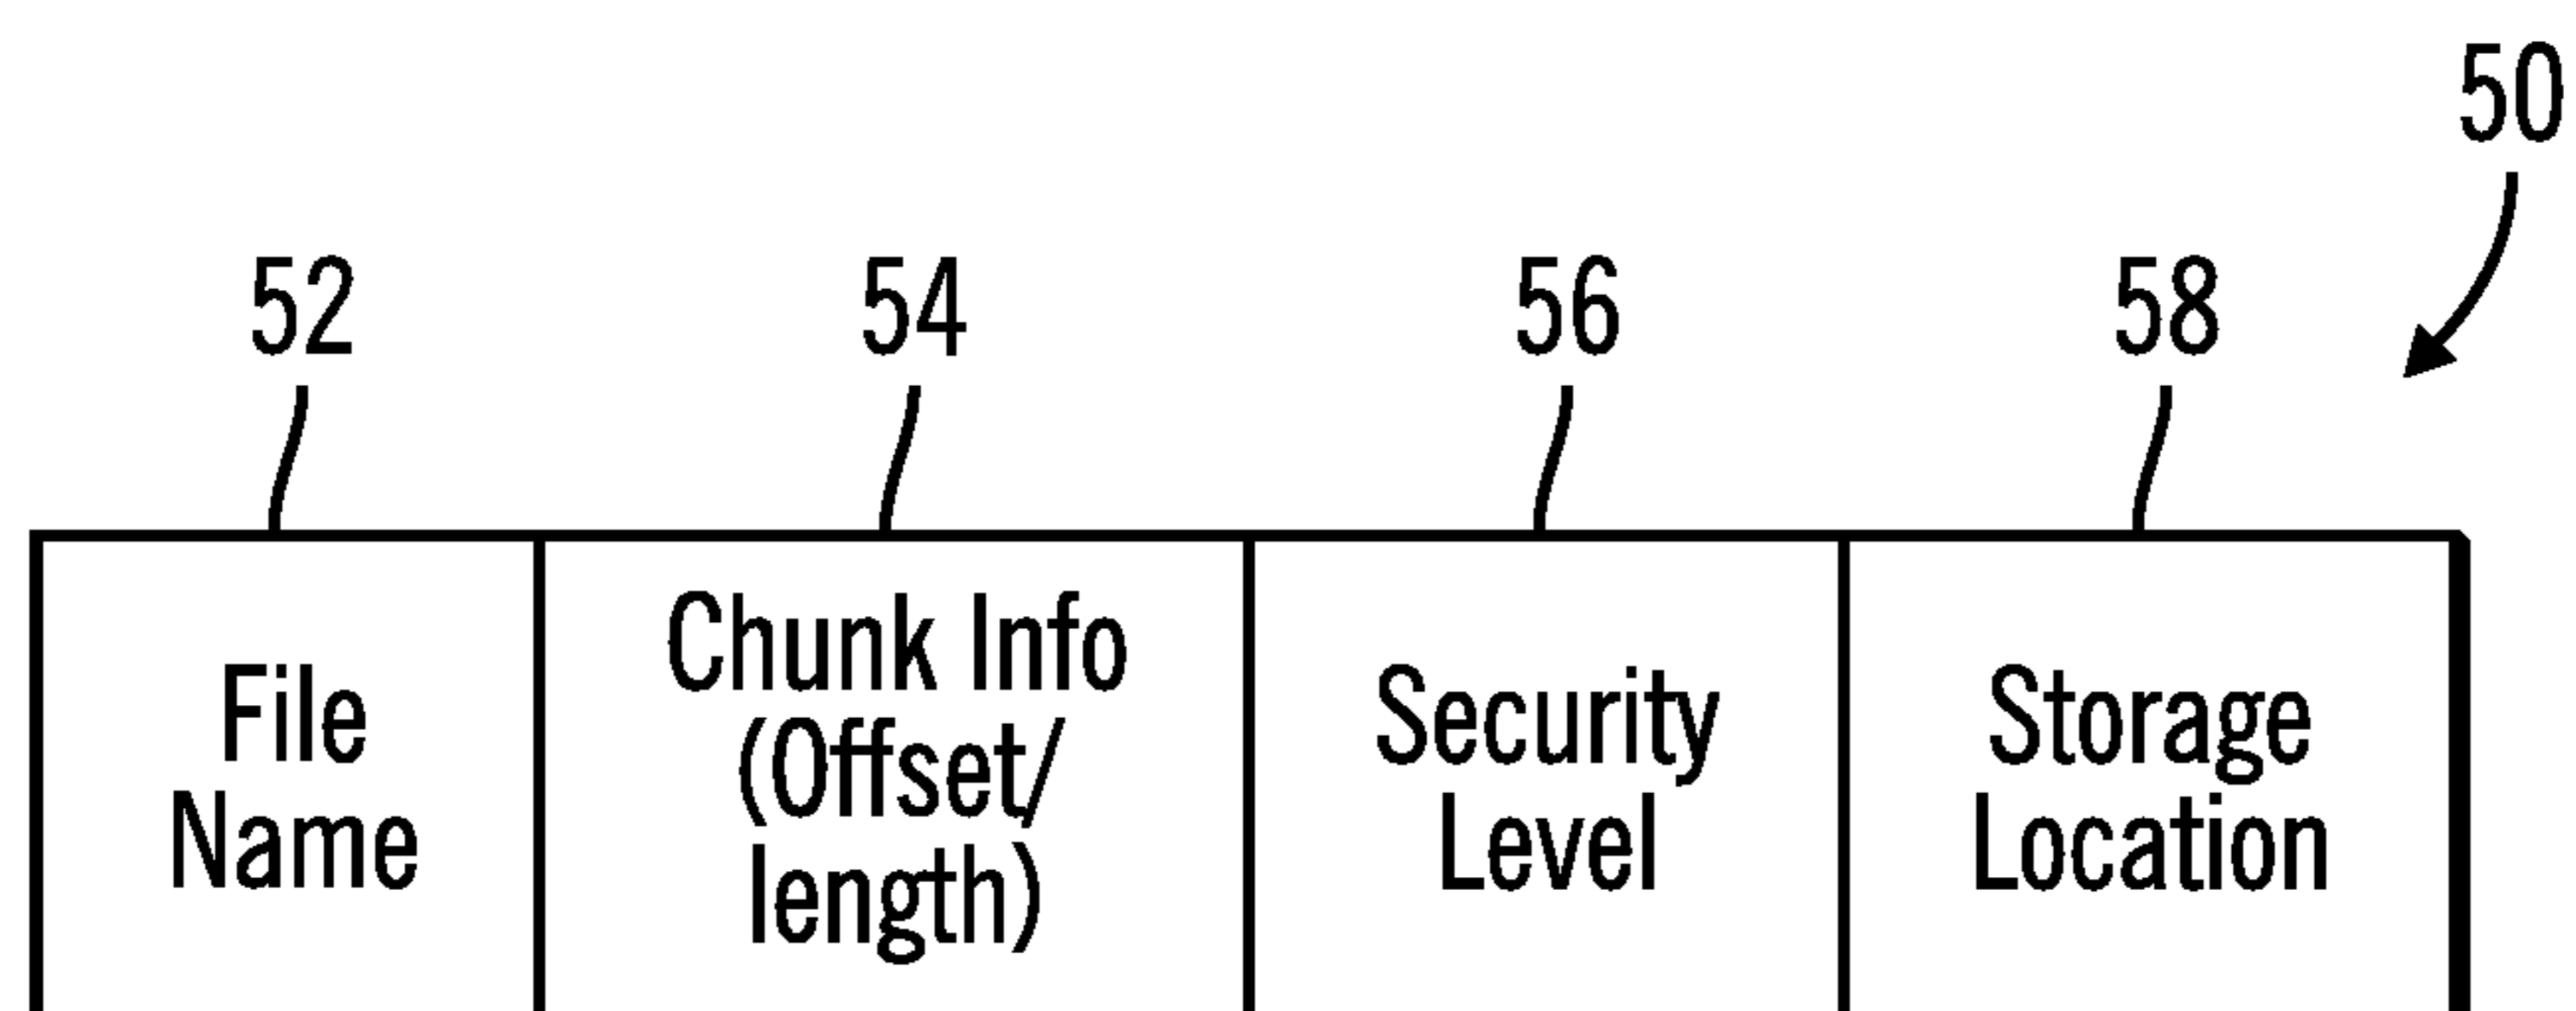 50
52
54
56
58
File
Name
Chunk Info
(Offset/
length)
Security
Level
Storage
Location